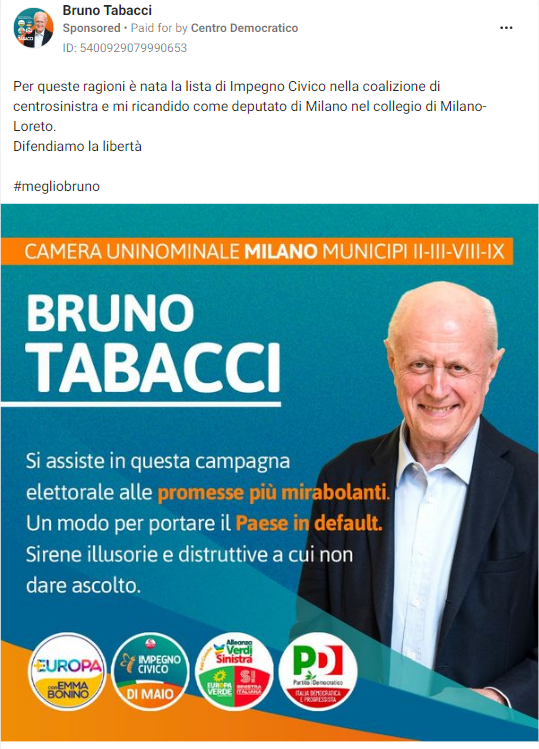 Bruno Tabacci
Sponsored • Paid for by Centro Democratico
ID: 5400929079990653
Per queste ragioni è nata la lista di Impegno Civico nella coalizione di
centrosinistra e mi ricandido come deputato di Milano nel collegio di Milano-
Loreto.
Difendiamo la libertà
#megliobruno
CAMERA UNINOMINALE MILANO MUNICIPI II-III-VIII-IX
BRUNO
TABACCI
Si assiste in questa campagna
elettorale alle promesse più mirabolanti.
Un modo per portare il Paese in default.
Sirene illusorie e distruttive a cui non
dare ascolto.
+EUROPA
con EMMA
BONINO
IMPEGNO
CIVICO
DI MAIO
Alleanza
Verdi
Sinistra
EUROPA
VERDE
SI
SINISTRA
ITALIANA
PD
Partito Democratico
ITALIA DEMOCRATICA
E PROGRESSISTA